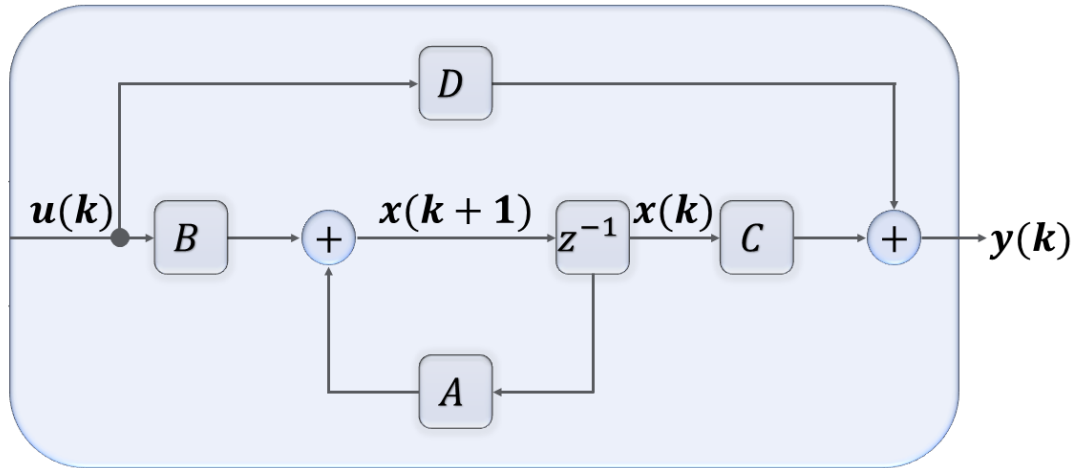 D
u(k)
B
+
x(k + 1)
z⁻¹
x(k)
C
+
y(k)
A